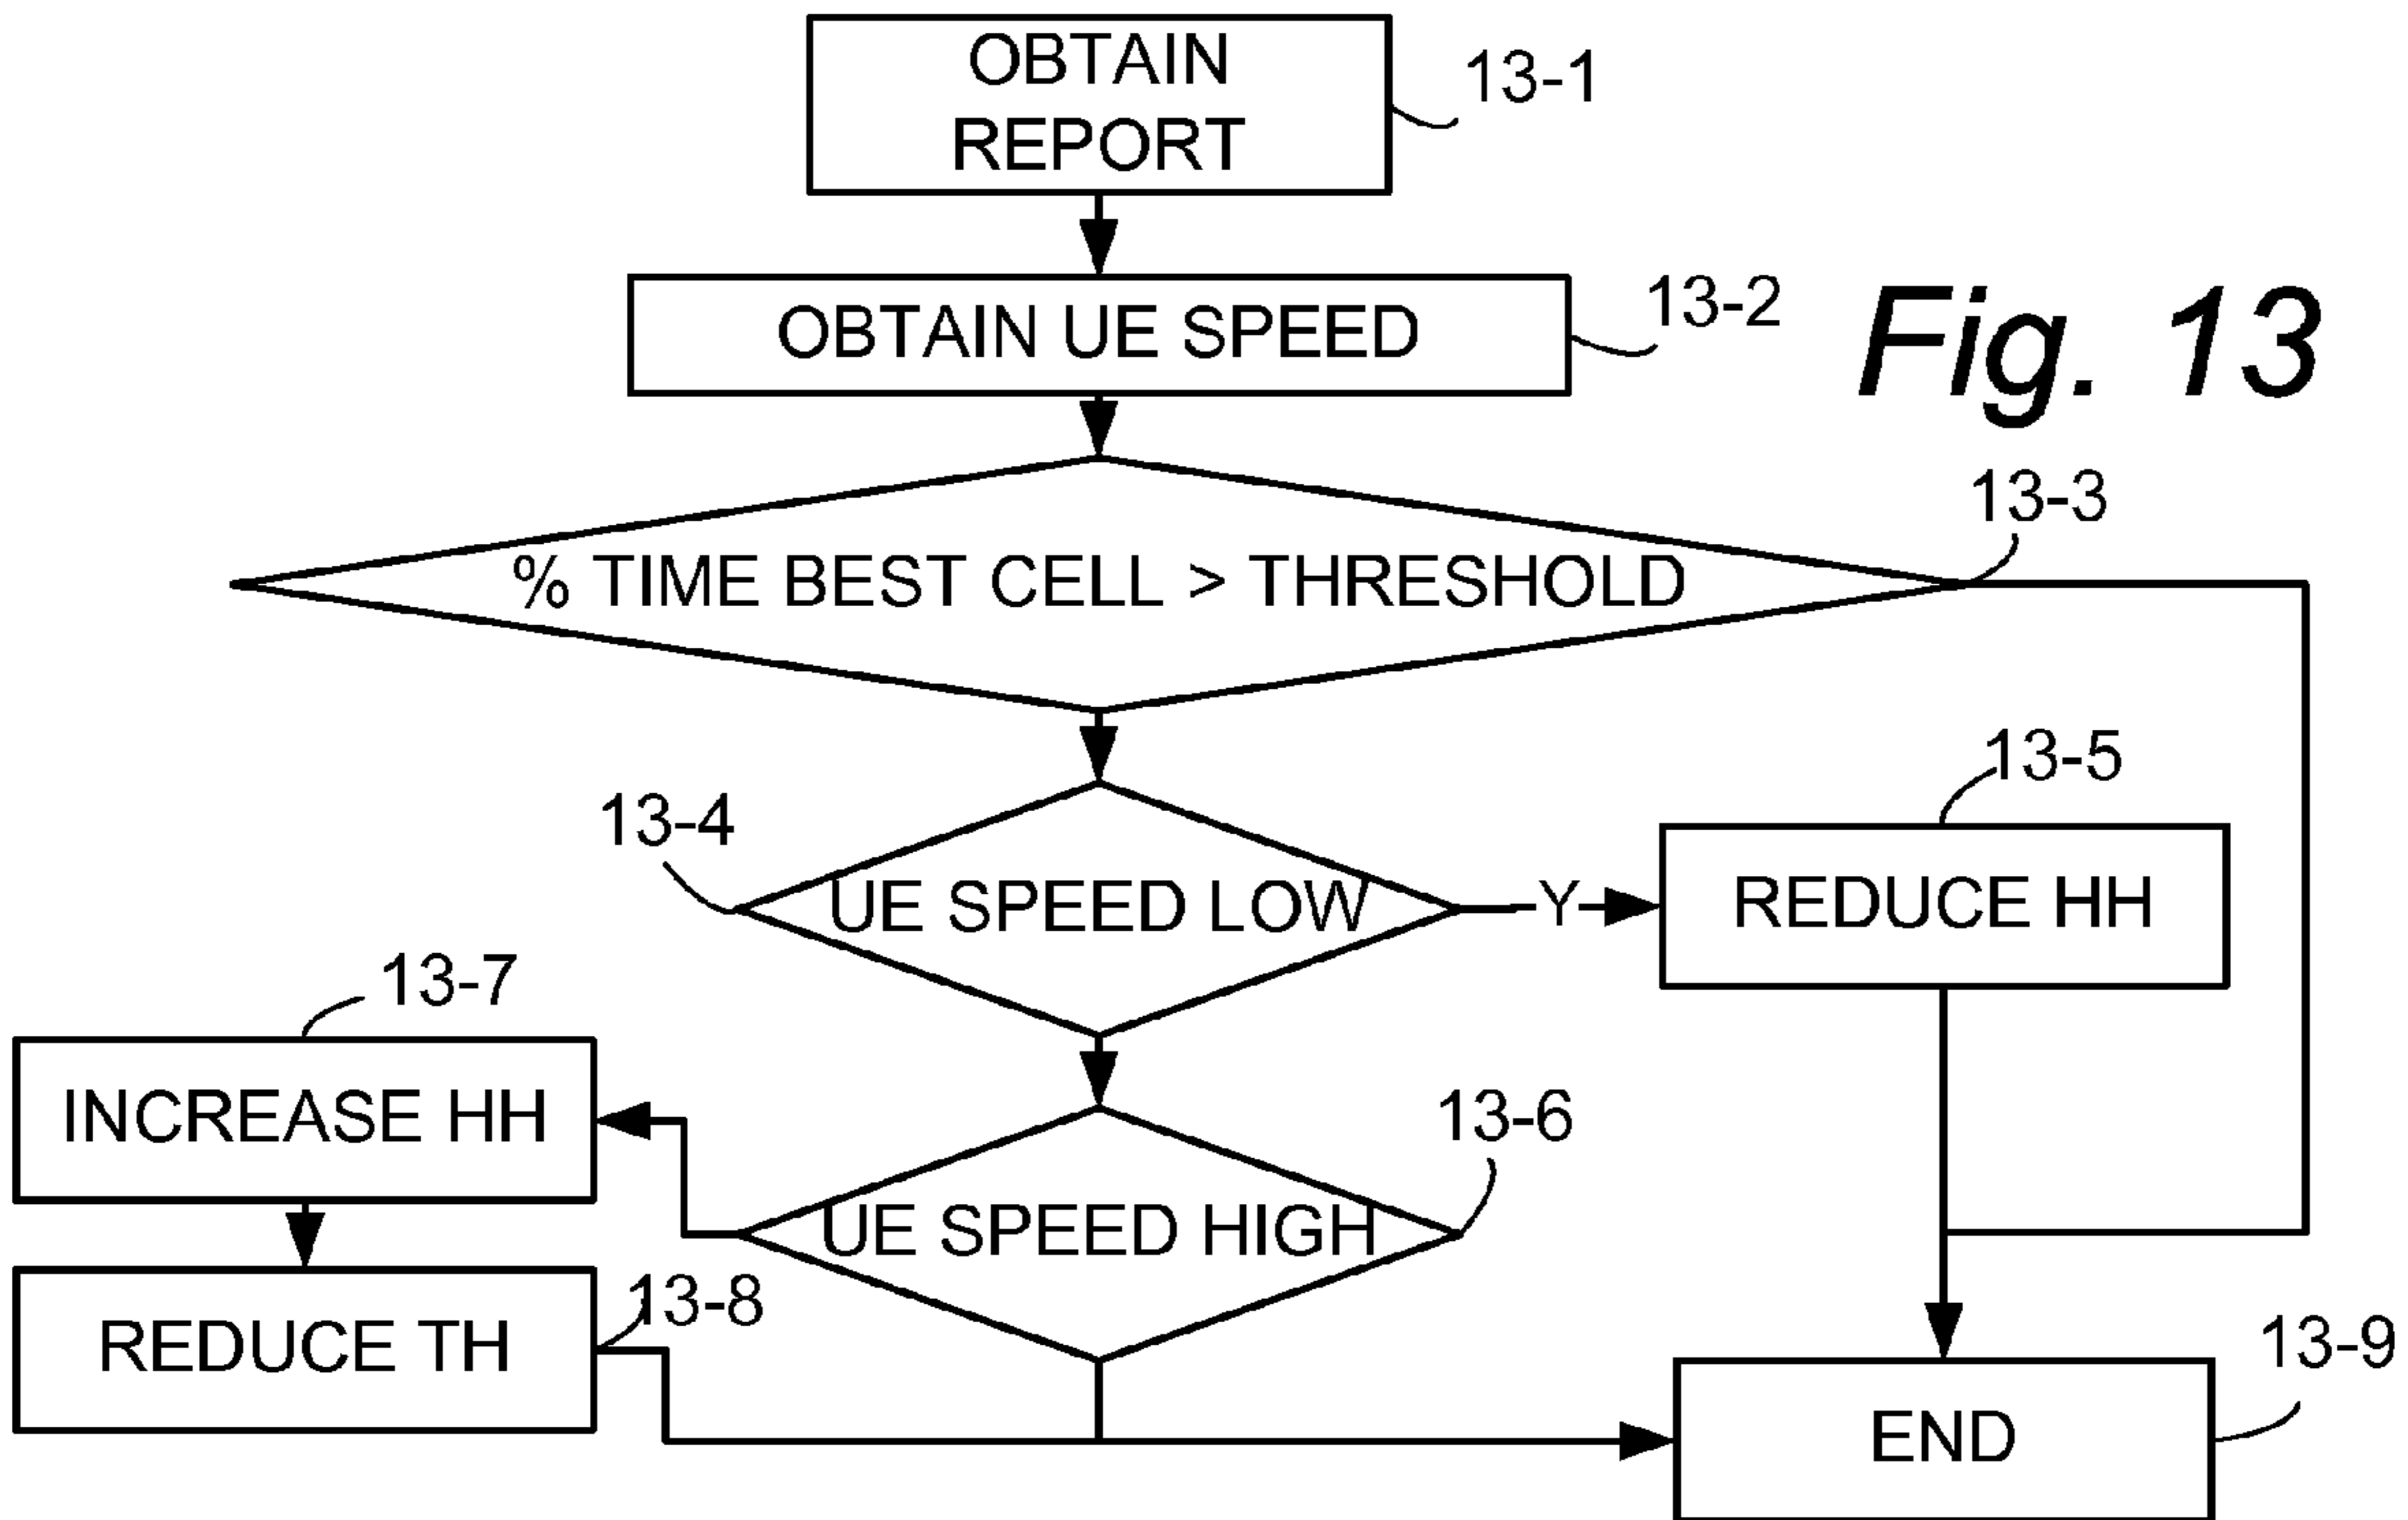 OBTAIN
REPORT
13-1
OBTAIN UE SPEED
13-2
Fig. 13
% TIME BEST CELL > THRESHOLD
13-3
13-4
UE SPEED LOW
Y
13-5
REDUCE HH
13-7
INCREASE HH
13-6
UE SPEED HIGH
13-8
REDUCE TH
13-9
END